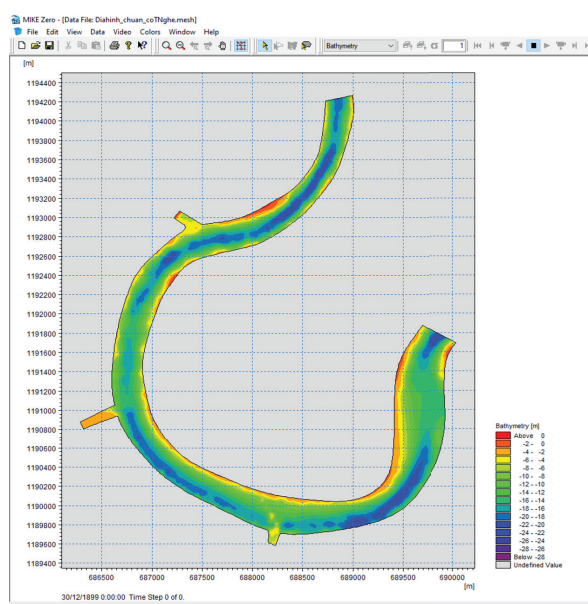 MIKE Zero - [Data File: Diahinh_chuan_coTNghe.mesh]
File Edit View Data Video Colors Window Help
Bathymetry 1
[m]
1194400
1194200
1194000
1193800
1193600
1193400
1193200
1193000
1192800
1192600
1192400
1192200
1192000
1191800
1191600
1191400
1191200
1191000
1190800
1190600
1190400
1190200
1190000
1189800
1189600
1189400
686500 687000 687500 688000 688500 689000 689500 690000
[m]
Bathymetry [m]
Above 0
-2 - 0
-4 - -2
-6 - -4
-8 - -6
-10 - -8
-12 - -10
-14 - -12
-16 - -14
-18 - -16
-20 - -18
-22 - -20
-24 - -22
-26 - -24
-28 - -26
Below -28
Undefined Value
30/12/1899 0:00:00 Time Step 0 of 0.